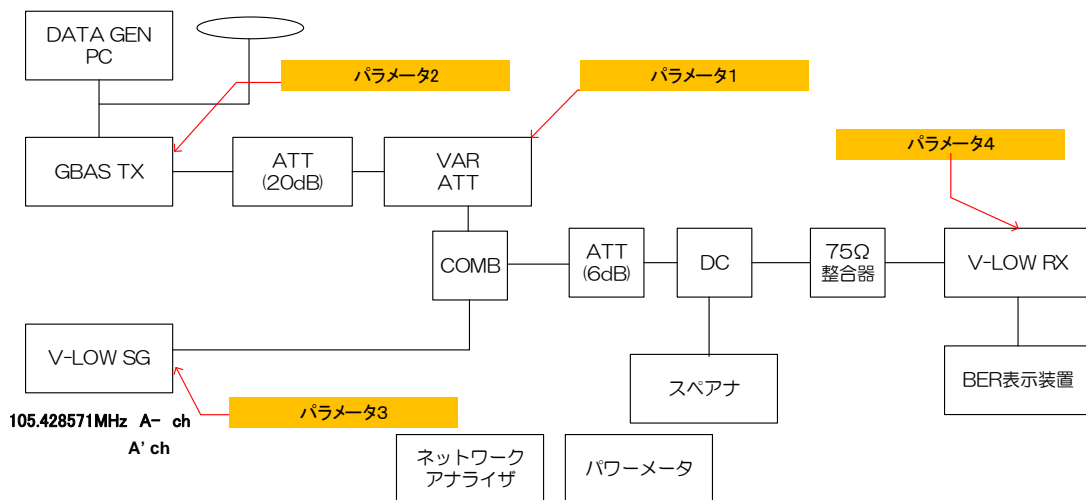 DATA GEN
PC
パラメータ2
パラメータ1
GBAS TX
ATT
(20dB)
VAR
ATT
パラメータ4
COMB
ATT
(6dB)
DC
75Ω
整合器
V-LOW RX
V-LOW SG
スペアナ
BER表示装置
105.428571MHz A- ch
A' ch
パラメータ3
ネットワーク
アナライザ
パワーメータ